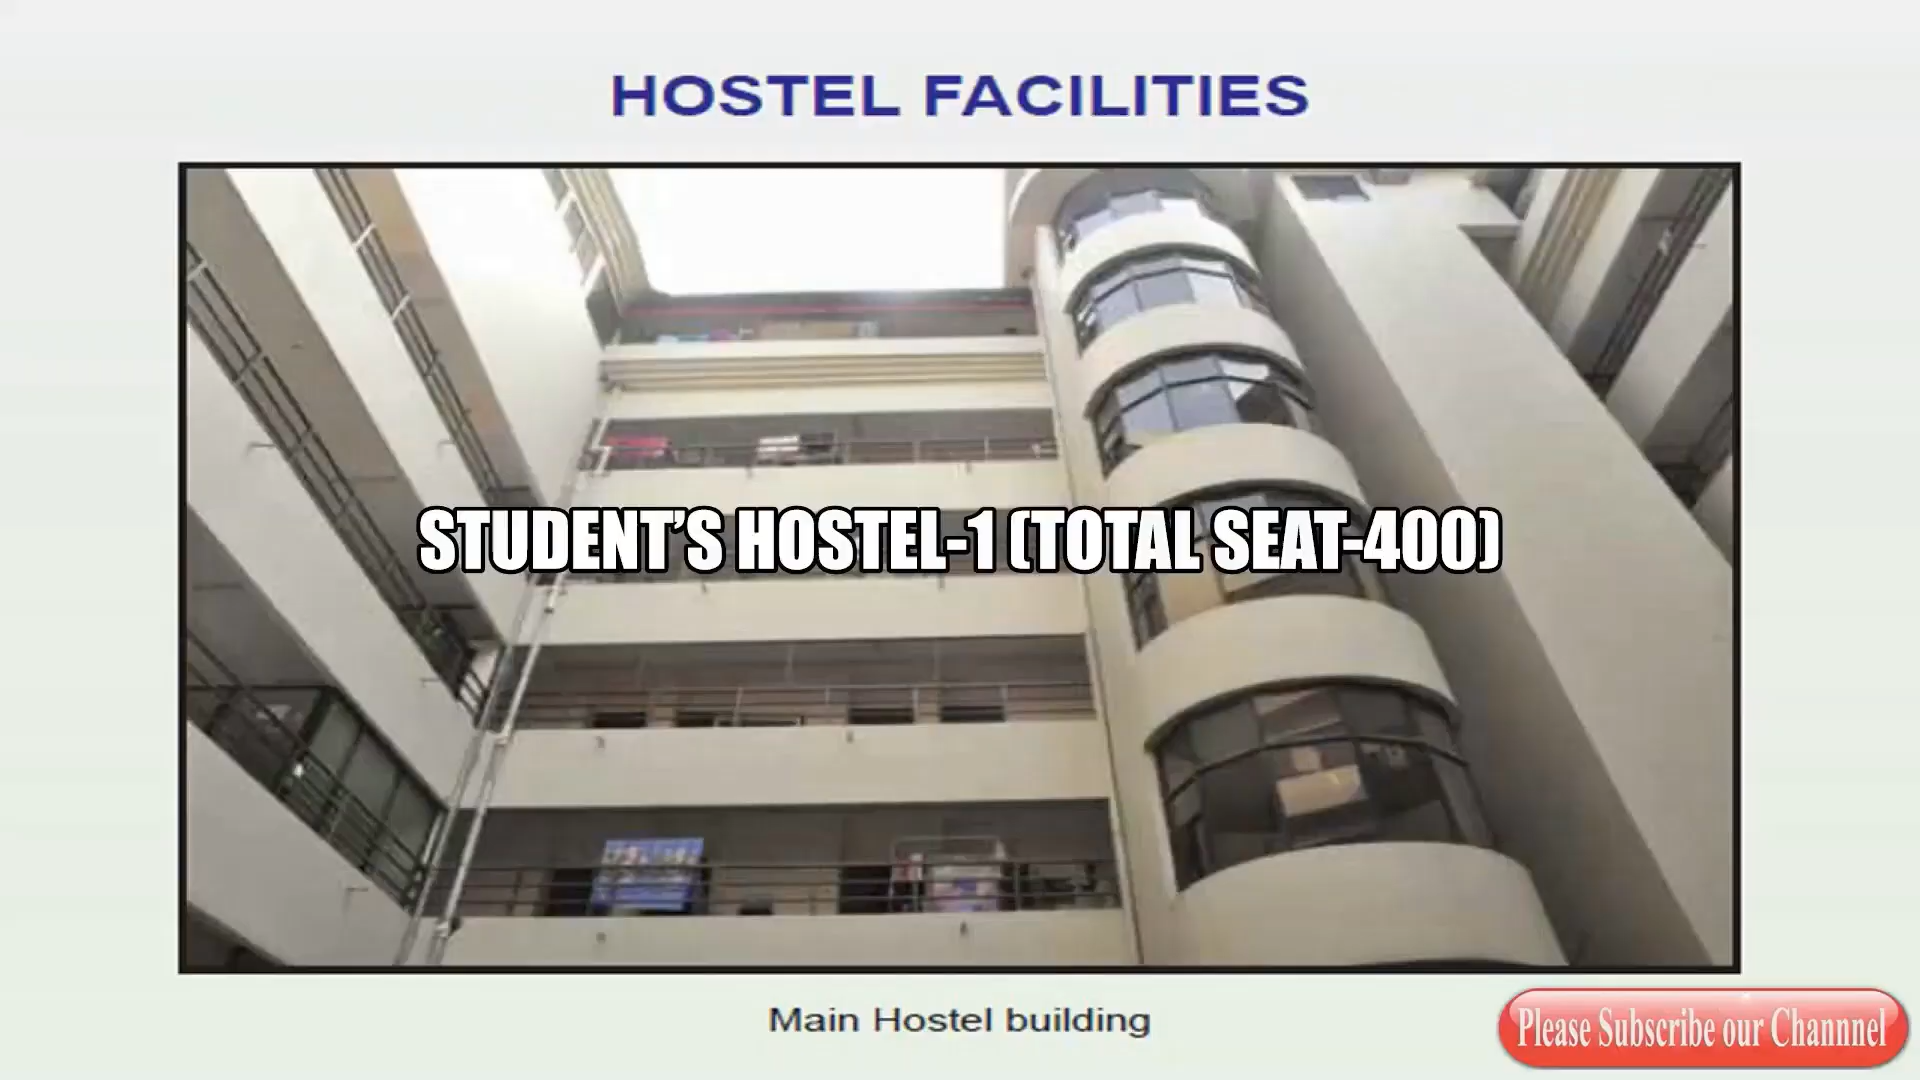 HOSTEL FACILITIES
STUDENT’S HOSTEL-1 (TOTAL SEAT-400)
Main Hostel building
Please Subscribe our Channnel